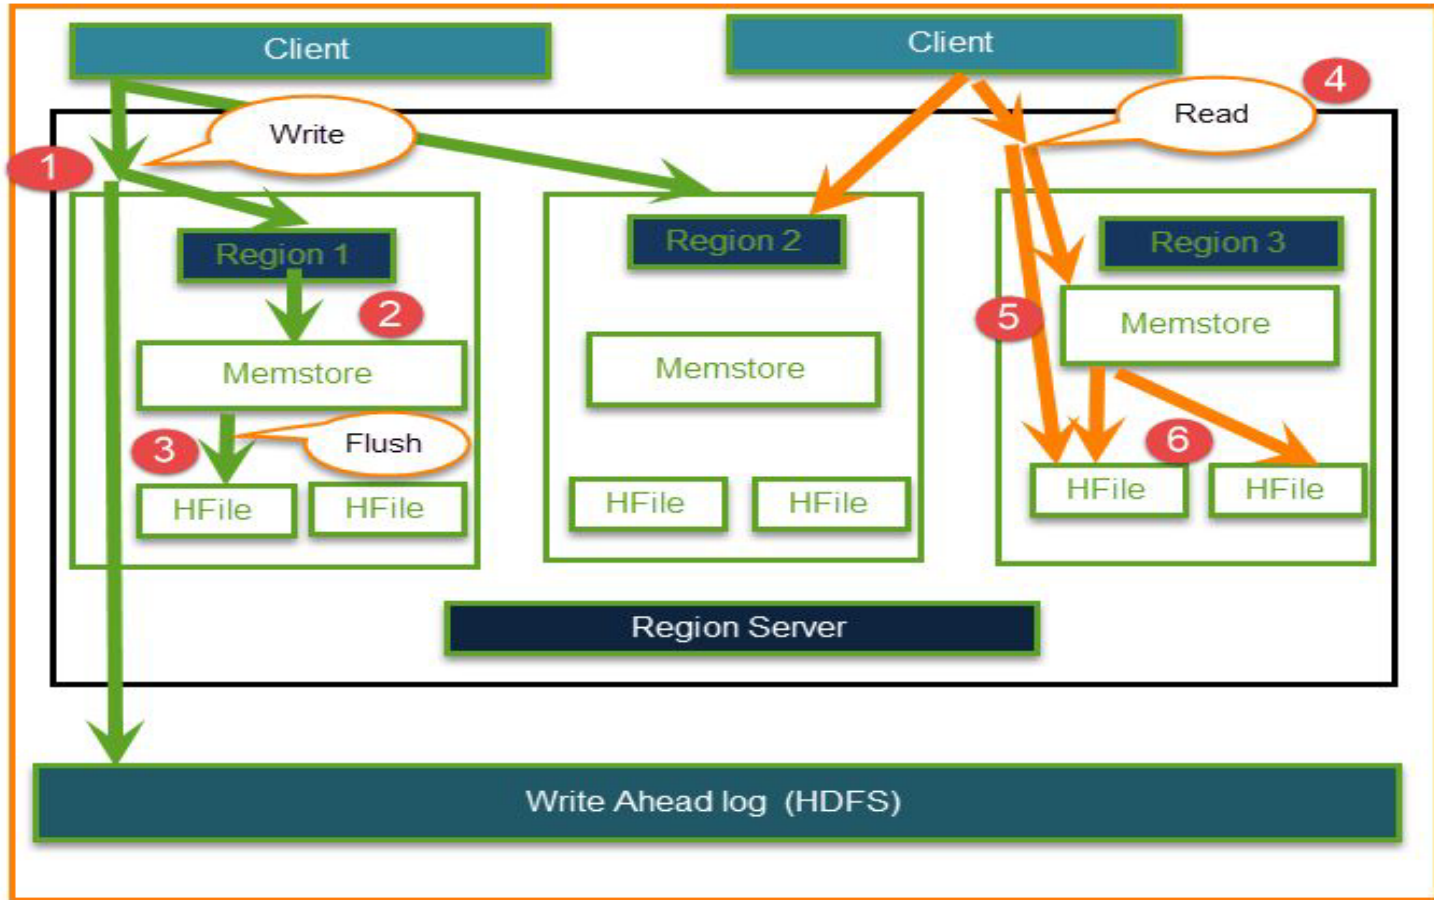 Client
Client
4
Write
Read
1
Region 1
Region 2
Region 3
2
5
Memstore
Memstore
Memstore
3
Flush
6
HFile
HFile
HFile
HFile
HFile
HFile
Region Server
Write Ahead log (HDFS)